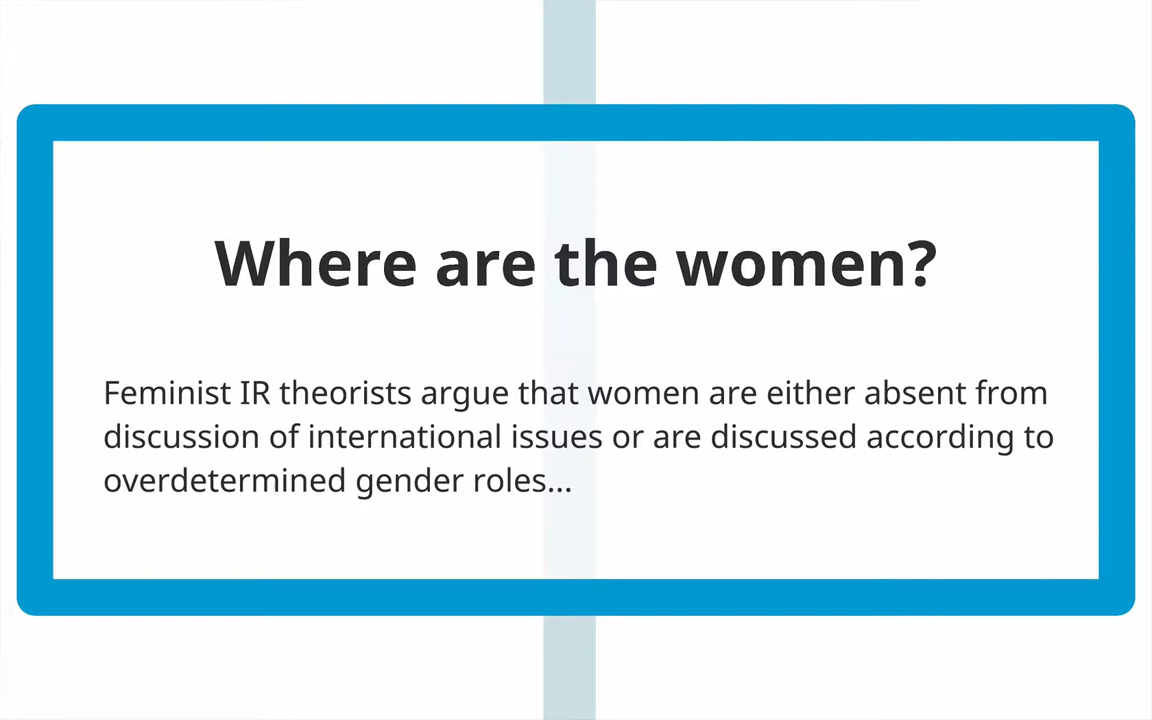 Where are the women?
Feminist IR theorists argue that women are either absent from
discussion of international issues or are discussed according to
overdetermined gender roles...